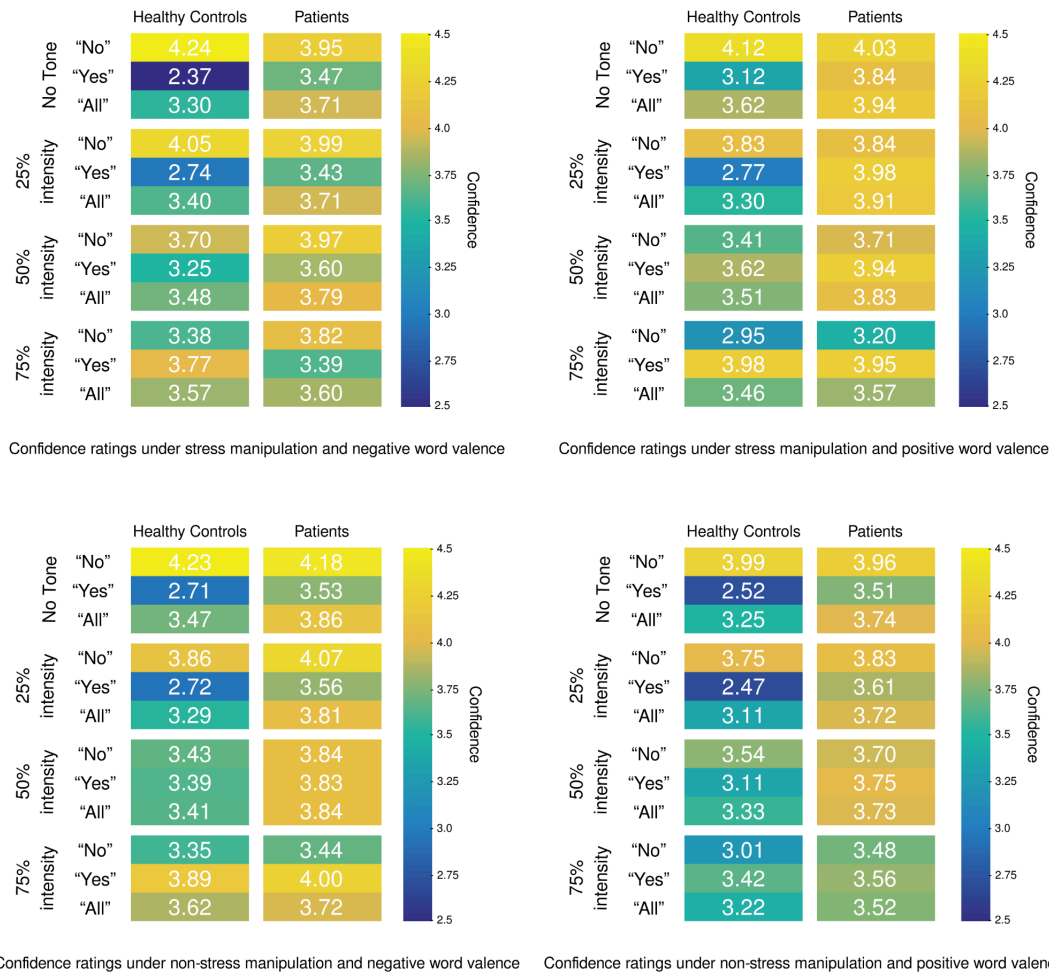 Healthy Controls Patients
No Tone
“No” 4.24 3.95
“Yes” 2.37 3.47
“All” 3.30 3.71
25% intensity
“No” 4.05 3.99
“Yes” 2.74 3.43
“All” 3.40 3.71
50% intensity
“No” 3.70 3.97
“Yes” 3.25 3.60
“All” 3.48 3.79
75% intensity
“No” 3.38 3.82
“Yes” 3.77 3.39
“All” 3.57 3.60
4.5
4.25
4.0
3.75
3.5
3.25
3.0
2.75
2.5
Confidence
Confidence ratings under stress manipulation and negative word valence
Healthy Controls Patients
No Tone
“No” 4.12 4.03
“Yes” 3.12 3.84
“All” 3.62 3.94
25% intensity
“No” 3.83 3.84
“Yes” 2.77 3.98
“All” 3.30 3.91
50% intensity
“No” 3.41 3.71
“Yes” 3.62 3.94
“All” 3.51 3.83
75% intensity
“No” 2.95 3.20
“Yes” 3.98 3.95
“All” 3.46 3.57
4.5
4.25
4.0
3.75
3.5
3.25
3.0
2.75
2.5
Confidence
Confidence ratings under stress manipulation and positive word valence
Healthy Controls Patients
No Tone
“No” 4.23 4.18
“Yes” 2.71 3.53
“All” 3.47 3.86
25% intensity
“No” 3.86 4.07
“Yes” 2.72 3.56
“All” 3.29 3.81
50% intensity
“No” 3.43 3.84
“Yes” 3.39 3.83
“All” 3.41 3.84
75% intensity
“No” 3.35 3.44
“Yes” 3.89 4.00
“All” 3.62 3.72
4.5
4.25
4.0
3.75
3.5
3.25
3.0
2.75
2.5
Confidence
Confidence ratings under non-stress manipulation and negative word valence
Healthy Controls Patients
No Tone
“No” 3.99 3.96
“Yes” 2.52 3.51
“All” 3.25 3.74
25% intensity
“No” 3.75 3.83
“Yes” 2.47 3.61
“All” 3.11 3.72
50% intensity
“No” 3.54 3.70
“Yes” 3.11 3.75
“All” 3.33 3.73
75% intensity
“No” 3.01 3.48
“Yes” 3.42 3.56
“All” 3.22 3.52
4.5
4.25
4.0
3.75
3.5
3.25
3.0
2.75
2.5
Confidence
Confidence ratings under non-stress manipulation and positive word valen